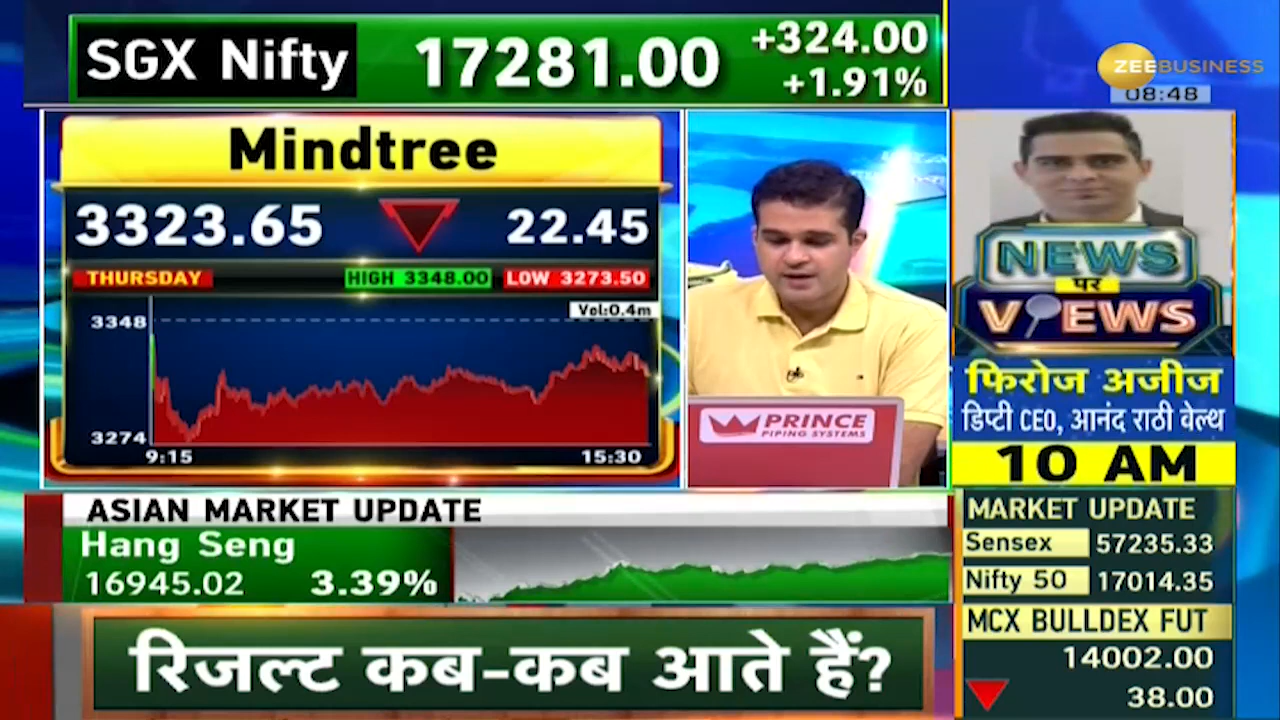 SGX Nifty
17281.00
+324.00
+1.91%
ZEEBUSINESS
08:48
Mindtree
3323.65
22.45
THURSDAY
HIGH 3348.00
LOW 3273.50
Vol:0.4m
3348
3274
9:15
15:30
PRINCE
PIPING SYSTEMS
NEWS
पर
VIEWS
फिरोज अजीज
डिप्टी CEO, आनंद राठी वेल्थ
10 AM
ASIAN MARKET UPDATE
Hang Seng
16945.02
3.39%
MARKET UPDATE
Sensex 57235.33
Nifty 50 17014.35
MCX BULLDEX FUT
14002.00
38.00
रिजल्ट कब-कब आते हैं?